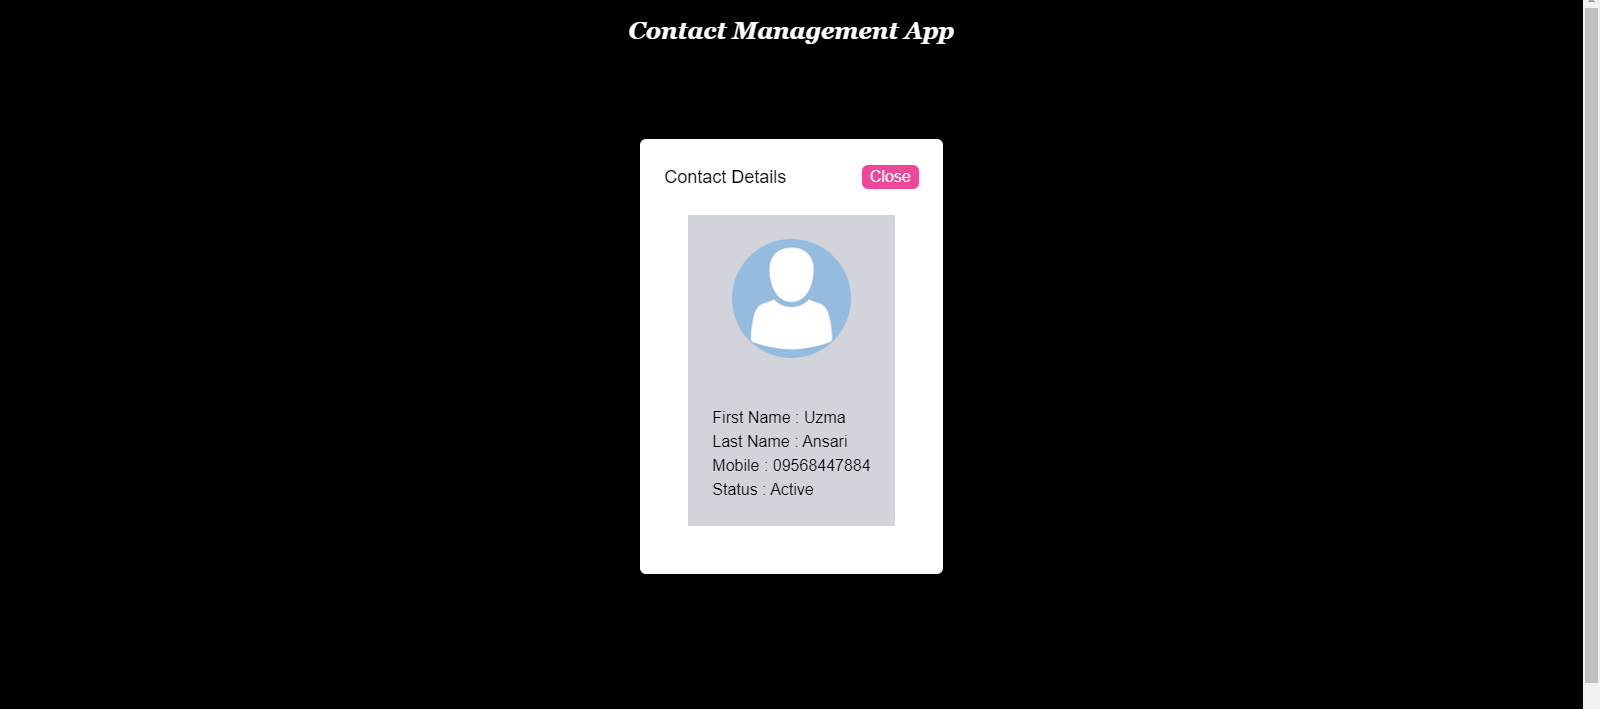 Contact Management App
Contact Details
Close
First Name : Uzma
Last Name : Ansari
Mobile : 09568447884
Status : Active